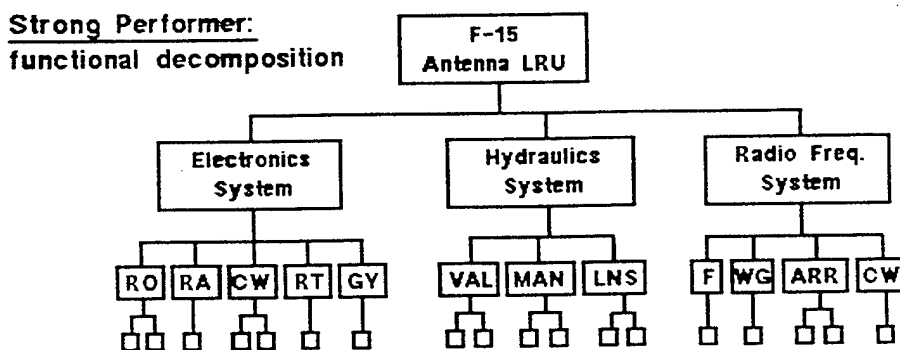 Strong Performer:
functional decomposition
F-15
Antenna LRU
Electronics
System
Hydraulics
System
Radio Freq.
System
RO RA CW RT GY
VAL MAN LNS
F WG ARR CW